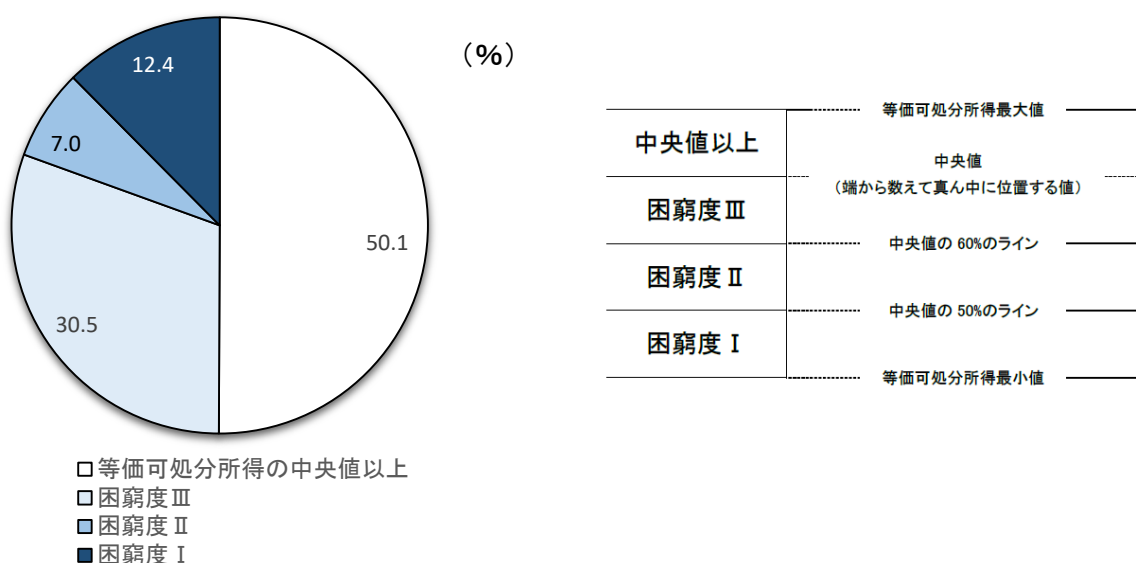 (%)
12.4
7.0
50.1
30.5
□等価可処分所得の中央値以上
□困窮度Ⅲ
■困窮度Ⅱ
■困窮度Ⅰ
等価可処分所得最大値
中央値以上
中央値
(端から数えて真ん中に位置する値)
困窮度Ⅲ
中央値の 60%のライン
困窮度Ⅱ
中央値の 50%のライン
困窮度Ⅰ
等価可処分所得最小値